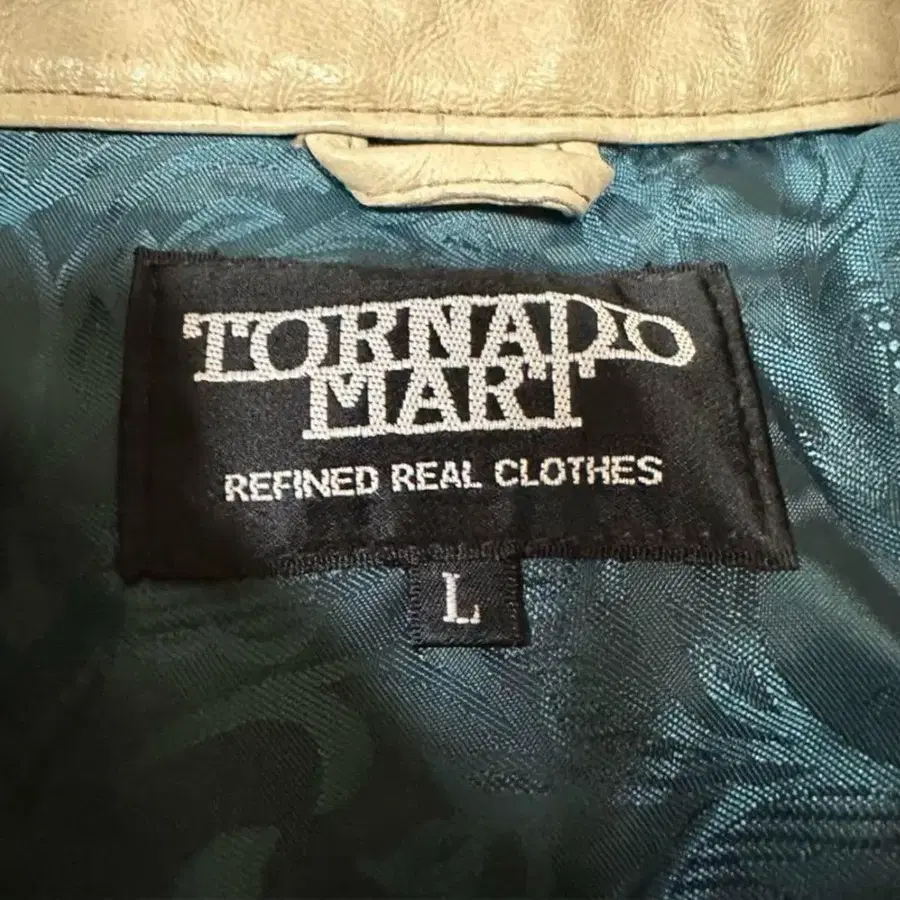 TORNADO
MART
REFINED REAL CLOTHES
L